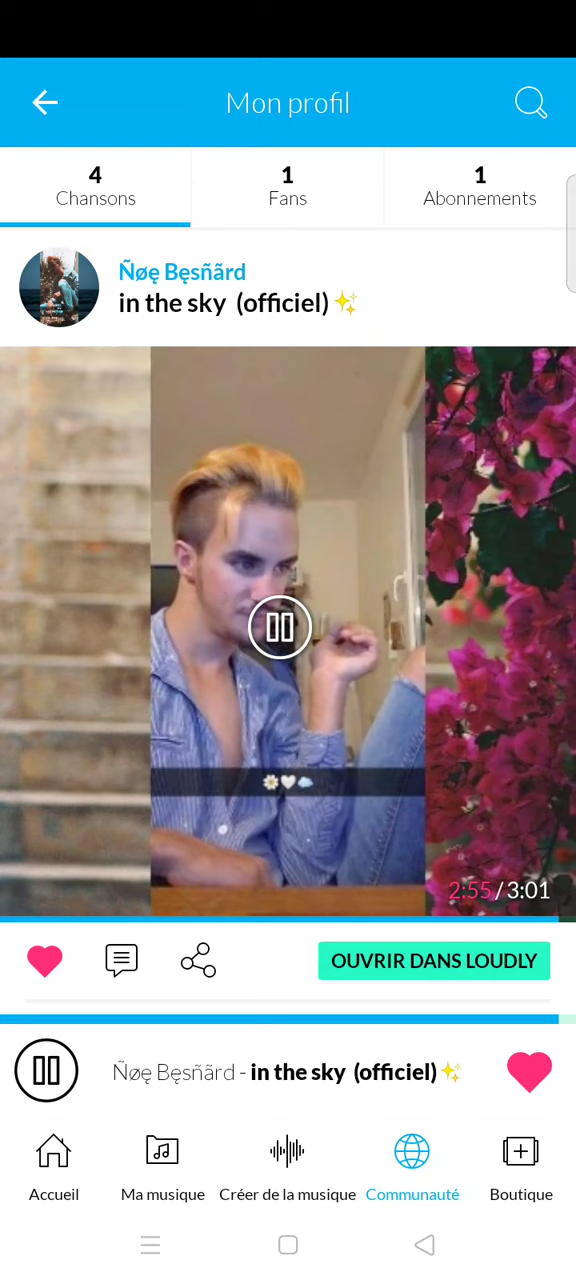 Mon profil
4
Chansons
1
Fans
1
Abonnements
Ñøę Bęsñãrd
in the sky (officiel)✨
🌼🤍☁️
2:55/3:01
OUVRIR DANS LOUDLY
Ñøę Bęsñãrd - in the sky (officiel)✨
Accueil
Ma musique
Créer de la musique
Communauté
Boutique